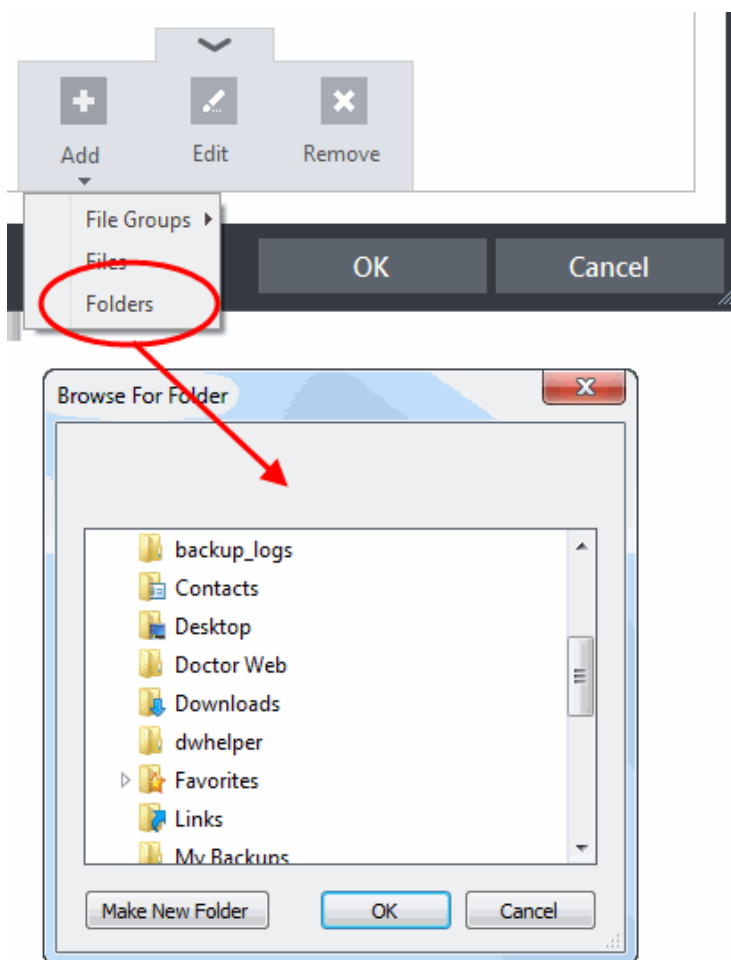 Add Edit Remove
File Groups
Files
Folders
OK Cancel
Browse For Folder
backup_logs
Contacts
Desktop
Doctor Web
Downloads
dwhelper
Favorites
Links
My Backups
Make New Folder OK Cancel